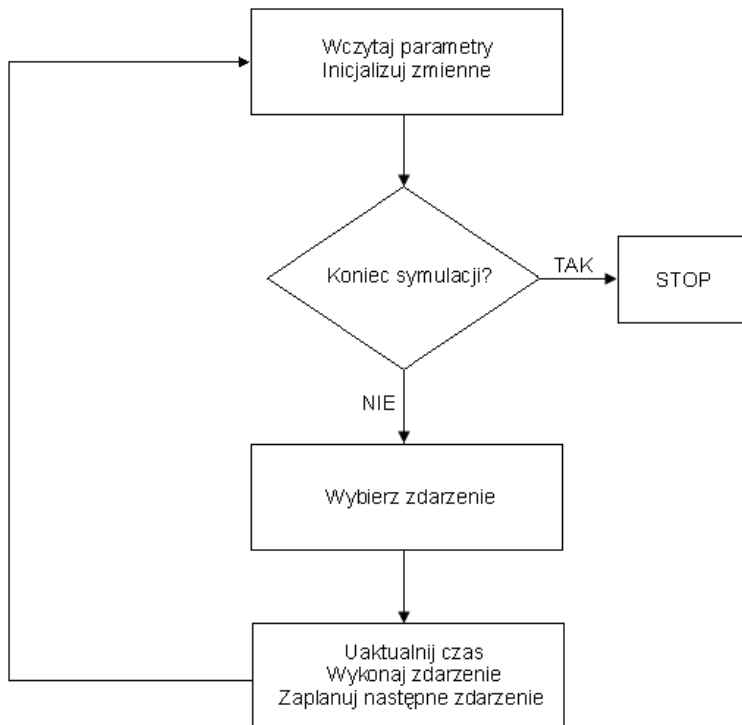 Wczytaj parametry
Inicjalizuj zmienne
Koniec symulacji?
TAK
STOP
NIE
Wybierz zdarzenie
Uaktualnij czas
Wykonaj zdarzenie
Zaplanuj następne zdarzenie